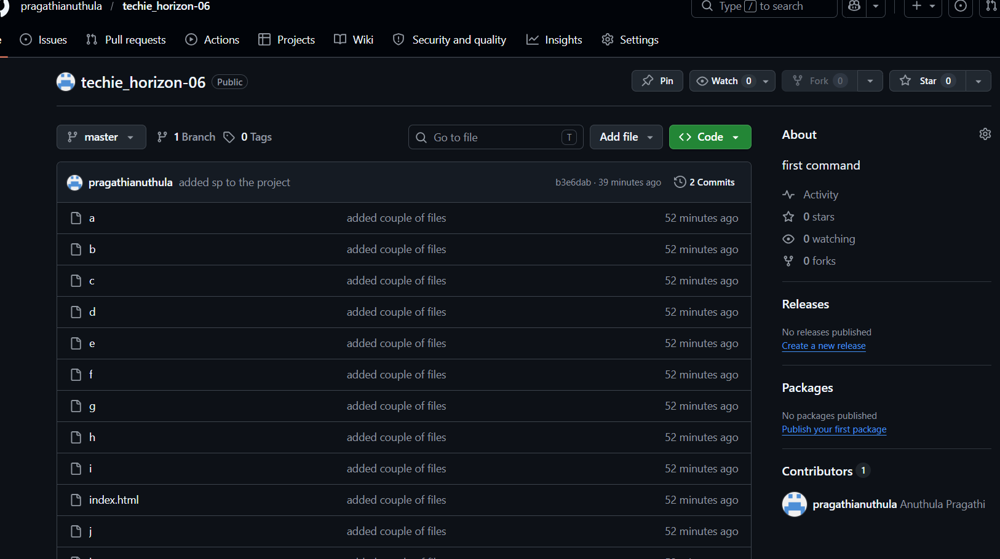 pragathianuthula / techie_horizon-06
Type / to search
Issues Pull requests Actions Projects Wiki Security and quality Insights Settings
techie_horizon-06 Public
Pin Watch 0 Fork 0 Star 0
master 1 Branch 0 Tags Go to file T Add file Code
pragathianuthula added sp to the project b3e6dab · 39 minutes ago 2 Commits
a added couple of files 52 minutes ago
b added couple of files 52 minutes ago
c added couple of files 52 minutes ago
d added couple of files 52 minutes ago
e added couple of files 52 minutes ago
f added couple of files 52 minutes ago
g added couple of files 52 minutes ago
h added couple of files 52 minutes ago
i added couple of files 52 minutes ago
index.html added couple of files 52 minutes ago
j added couple of files 52 minutes ago
About
first command
Activity
0 stars
0 watching
0 forks
Releases
No releases published
Create a new release
Packages
No packages published
Publish your first package
Contributors 1
pragathianuthula Anuthula Pragathi